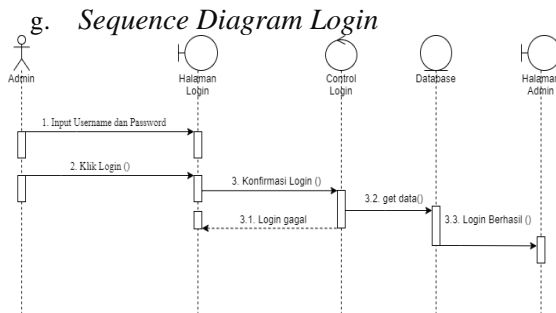 g. Sequence Diagram Login
Admin
Halaman
Login
Control
Login
Database
Halaman
Admin
1. Input Username dan Password
2. Klik Login ()
3. Konfirmasi Login ()
3.2. get data()
3.1. Login gagal
3.3. Login Berhasil ()